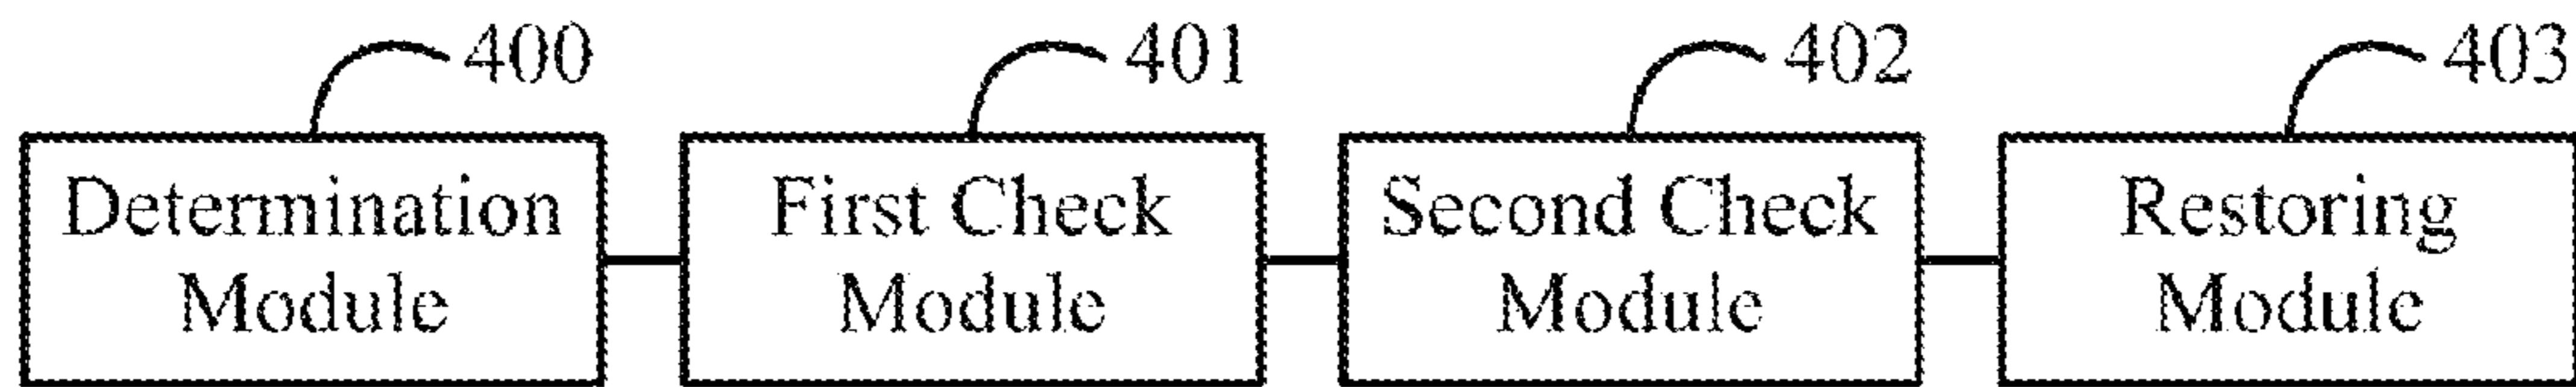 400
401
402
403
Determination
Module
First Check
Module
Second Check
Module
Restoring
Module